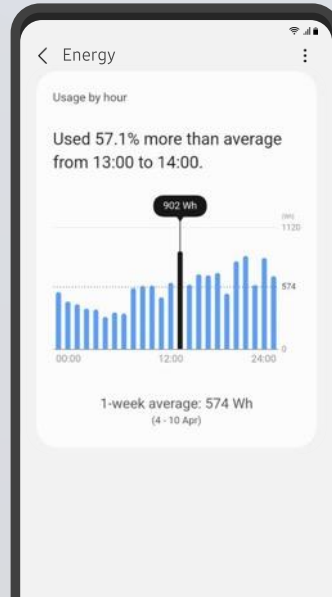 Energy
Usage by hour
Used 57.1% more than average
from 13:00 to 14:00.
902 Wh
(Wh)
1120
574
0
00:00
12:00
24:00
1-week average: 574 Wh
(4 - 10 Apr)